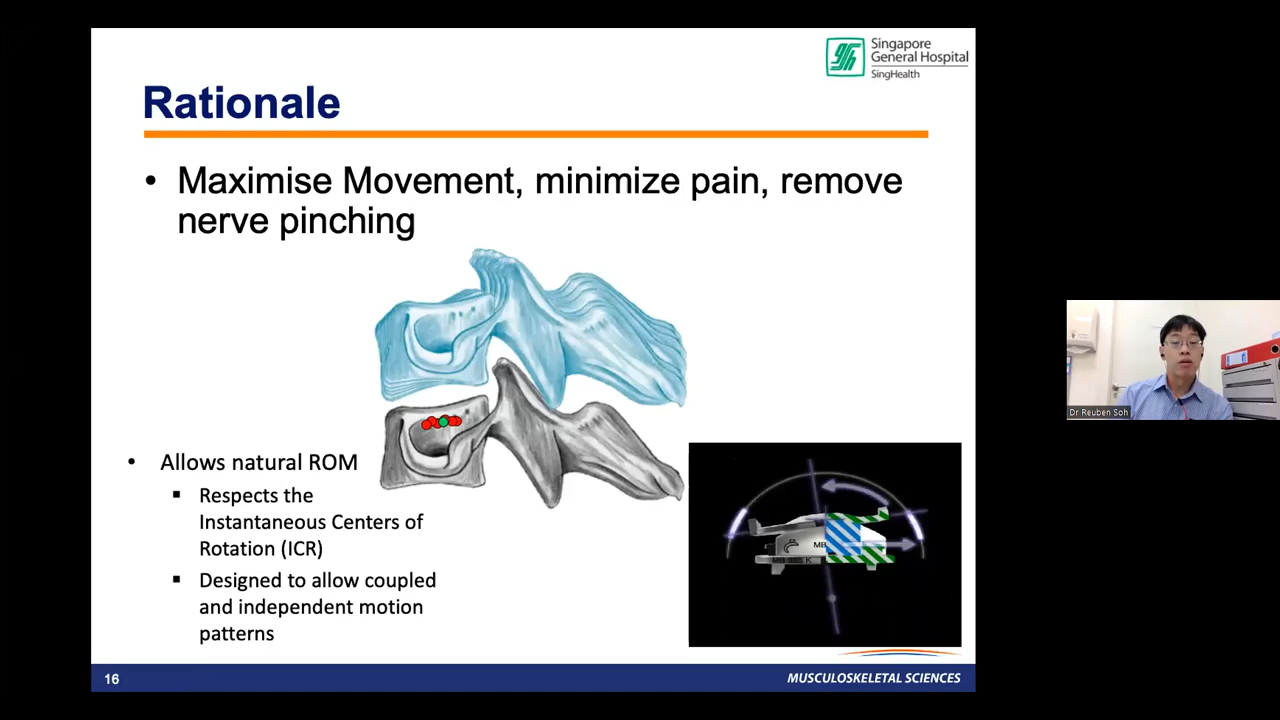 Singapore
General Hospital
SingHealth
Rationale
• Maximise Movement, minimize pain, remove
nerve pinching
• Allows natural ROM
▪ Respects the
Instantaneous Centers of
Rotation (ICR)
▪ Designed to allow coupled
and independent motion
patterns
MB
Dr Reuben Soh
16
MUSCULOSKELETAL SCIENCES